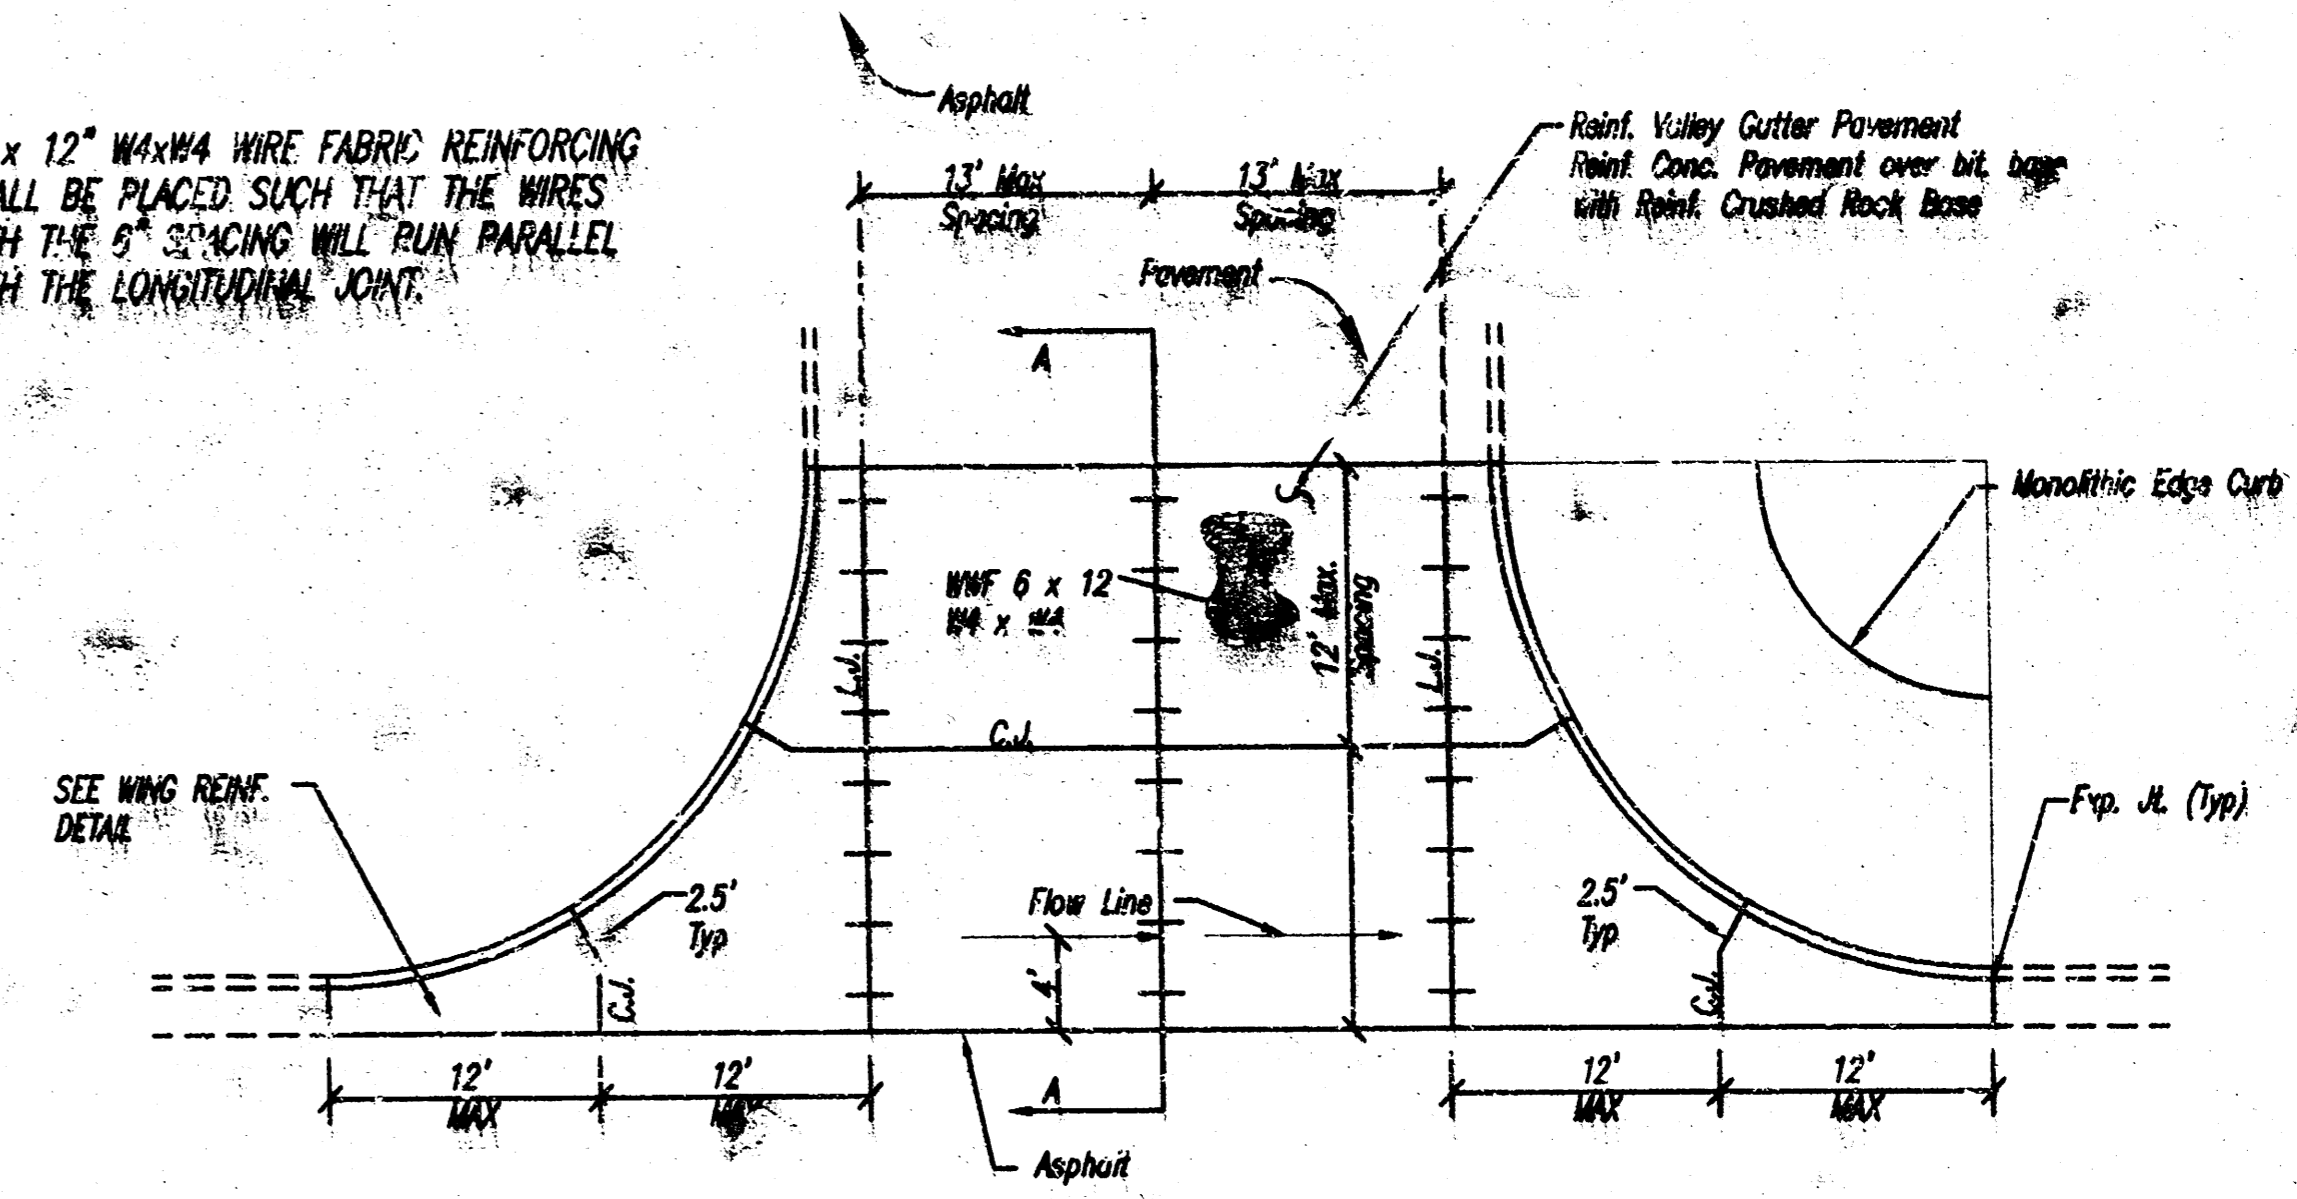 Asphalt
x 12" W4xW4 WIRE FABRIC REINFORCING
ALL BE PLACED SUCH THAT THE WIRES
H THE 6" SPACING WILL RUN PARALLEL
H THE LONGITUDINAL JOINT.
13' Max
Spacing
13' Max
Spacing
Reinf. Valley Gutter Pavement
Reinf. Conc. Pavement over bit. base
with Reinf. Crushed Rock Base
Pavement
A
Monolithic Edge Curb
WWF 6 x 12
W4 x W4
12' Max.
Spacing
L.J.
L.J.
C.J.
SEE WING REINF.
DETAIL
Exp. Jt. (Typ)
2.5'
Typ
Flow Line
2.5'
Typ
4'
C.J.
C.J.
12'
MAX
12'
MAX
A
12'
MAX
12'
MAX
Asphalt